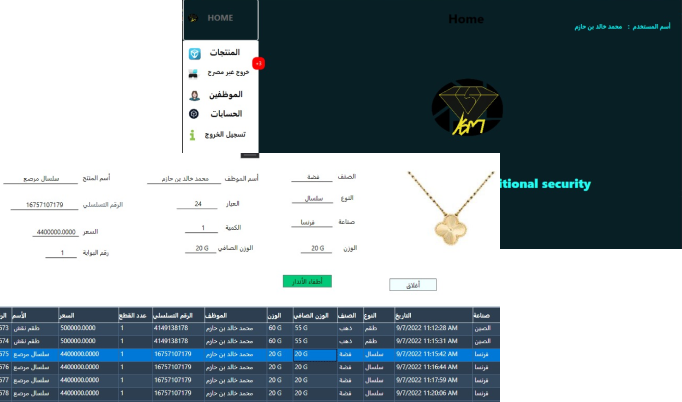 HOME
Home
أسم المستخدم : محمد خالد بن حازم
المنتجات
خروج غير مصرح
+3
الموظفين
الحسابات
تسجيل الخروج
itional security
أسم المنتج سلسال مرصع
أسم الموظف محمد خالد بن حازم
الصنف فضة
الرقم التسلسلي 16757107179
العيار 24
النوع سلسال
السعر 4400000.0000
الكمية 1
صناعة فرنسا
رقم البوابة 1
الوزن الصافي 20 G
الوزن 20 G
أطفاء الأنذار
أغلاق
الأسم السعر عدد القطع الرقم التسلسلي الموظف الوزن الوزن الصافي الصنف النوع التاريخ صناعة
573 طقم نقش 500000.0000 1 4149138178 محمد خالد بن حازم 60 G 55 G ذهب طقم 9/7/2022 11:12:28 AM الصين
574 طقم نقش 500000.0000 1 4149138178 محمد خالد بن حازم 60 G 55 G ذهب طقم 9/7/2022 11:15:31 AM الصين
575 سلسال مرصع 4400000.0000 1 16757107179 محمد خالد بن حازم 20 G 20 G فضة سلسال 9/7/2022 11:15:42 AM فرنسا
576 سلسال مرصع 4400000.0000 1 16757107179 محمد خالد بن حازم 20 G 20 G فضة سلسال 9/7/2022 11:16:44 AM فرنسا
577 سلسال مرصع 4400000.0000 1 16757107179 محمد خالد بن حازم 20 G 20 G فضة سلسال 9/7/2022 11:17:59 AM فرنسا
578 سلسال مرصع 4400000.0000 1 16757107179 محمد خالد بن حازم 20 G 20 G فضة سلسال 9/7/2022 11:20:06 AM فرنسا